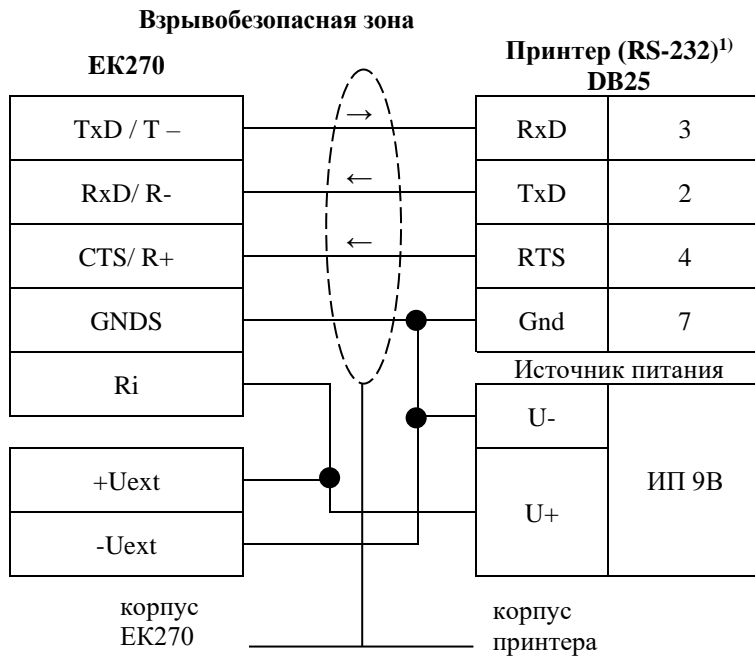 Взрывобезопасная зона
ЕК270
Принтер (RS-232)1)
DB25
TxD / T – → RxD 3
RxD/ R- ← TxD 2
CTS/ R+ ← RTS 4
GNDS Gnd 7
Ri
Источник питания
U-
+Uext
ИП 9В
U+
-Uext
корпус
ЕК270
корпус
принтера